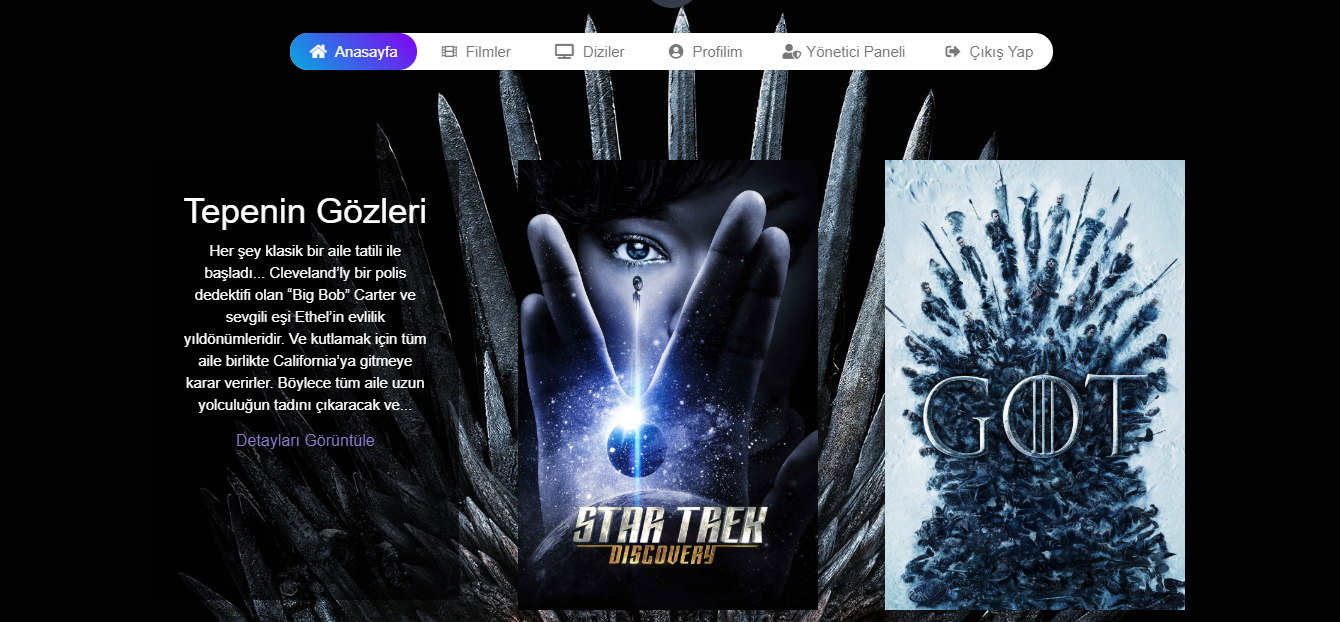 Anasayfa
Filmler
Diziler
Profilim
Yönetici Paneli
Çıkış Yap
Tepenin Gözleri
Her şey klasik bir aile tatili ile
başladı... Cleveland’ly bir polis
dedektifi olan “Big Bob” Carter ve
sevgili eşi Ethel’in evlilik
yıldönümleridir. Ve kutlamak için tüm
aile birlikte California’ya gitmeye
karar verirler. Böylece tüm aile uzun
yolculuğun tadını çıkaracak ve...
Detayları Görüntüle
STAR TREK
DISCOVERY
GOT